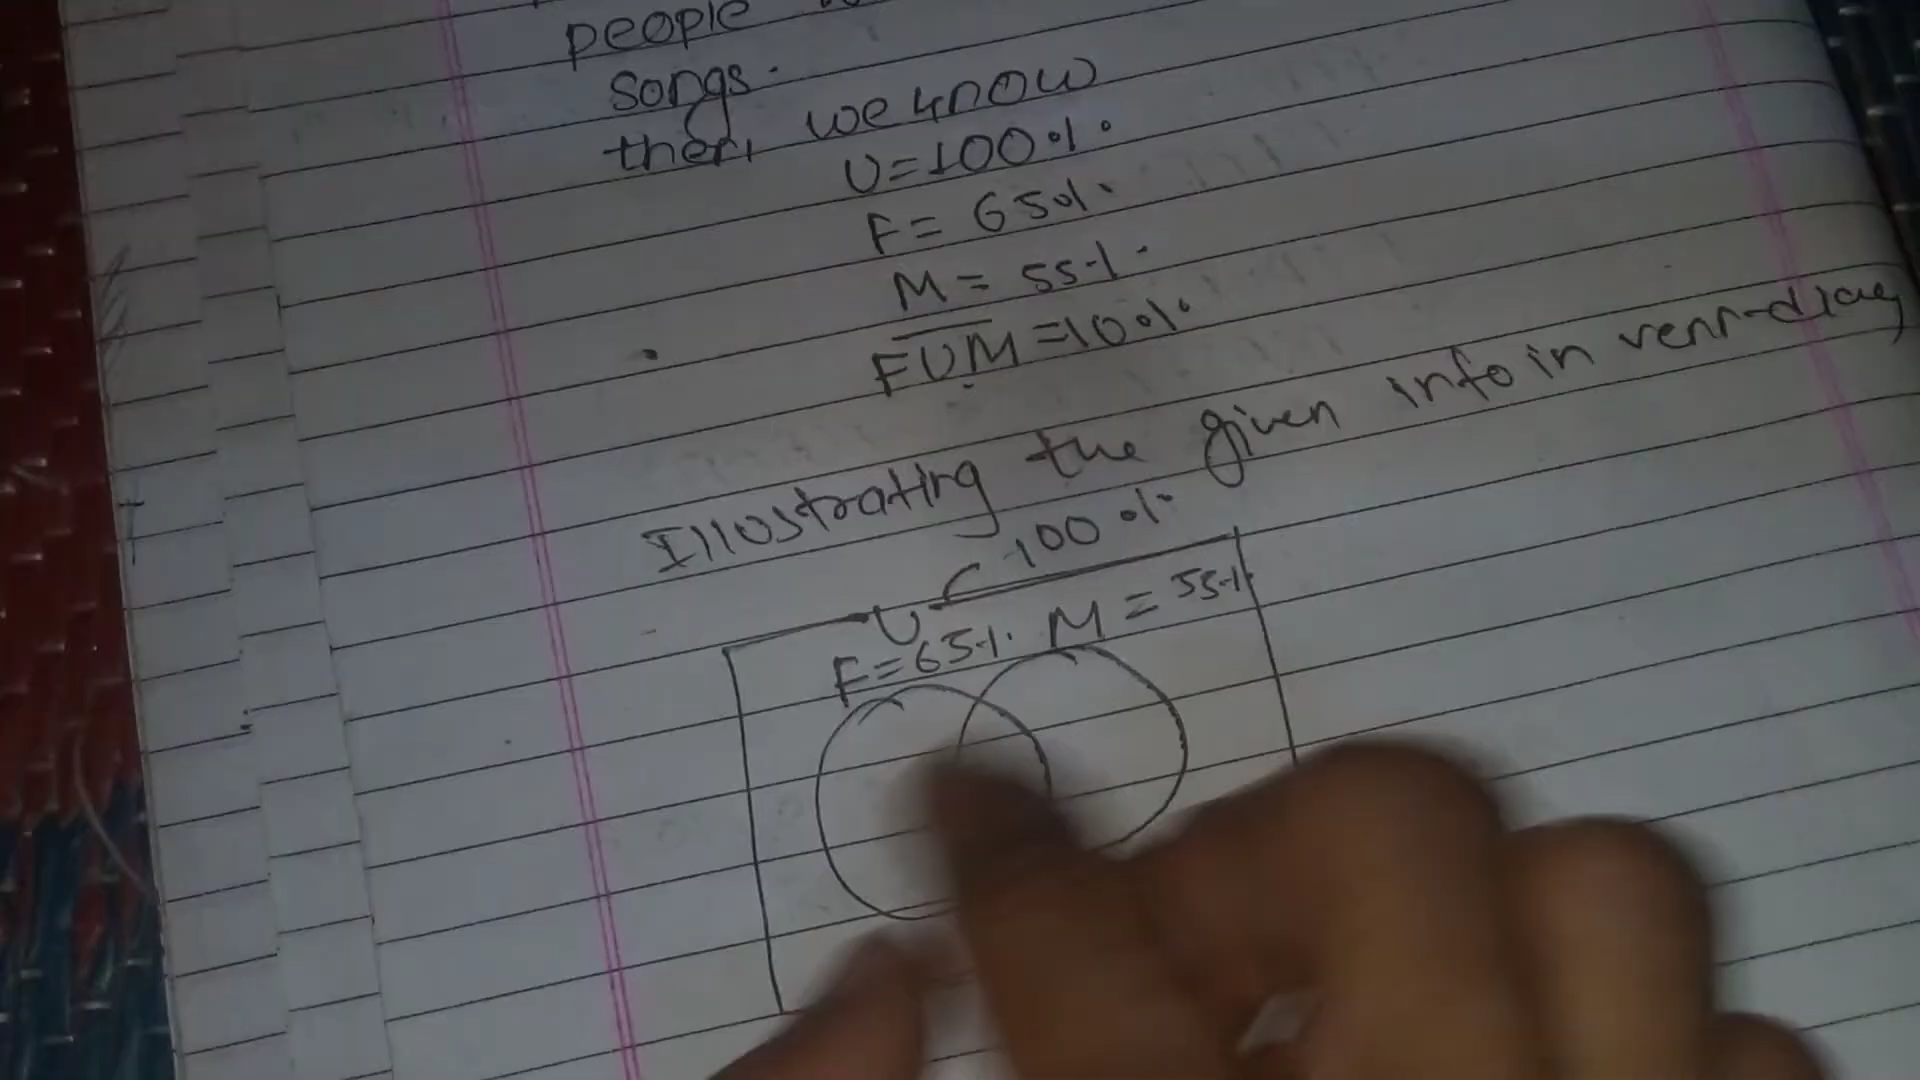 people
songs.
then, we know
U=100%
F= 65%
M= 55%
F∪M̅ =10%
Illustrating the given info in venn-diag
100%
U
F=65% M=55%